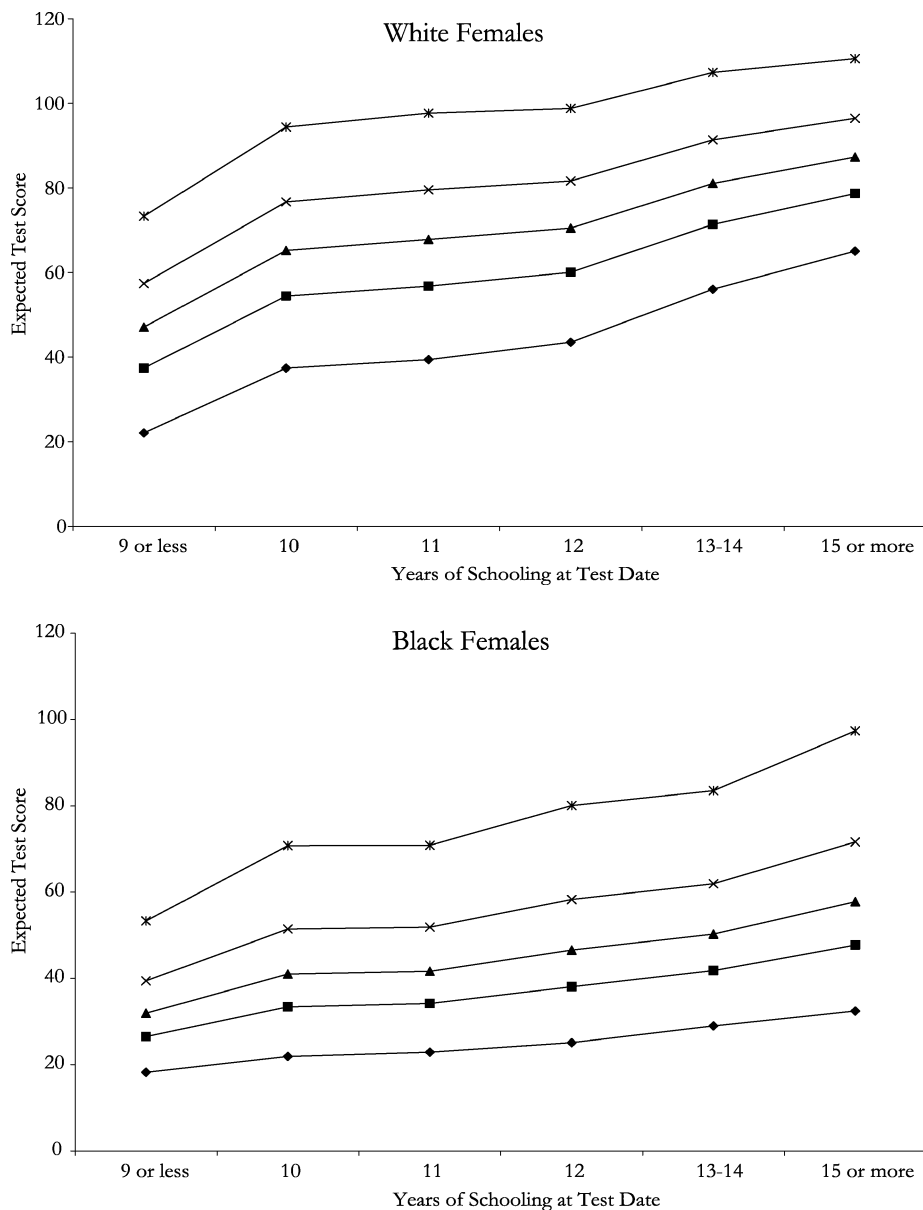 White Females
Expected Test Score
120
100
80
60
40
20
0
9 or less 10 11 12 13-14 15 or more
Years of Schooling at Test Date
Black Females
Expected Test Score
120
100
80
60
40
20
0
9 or less 10 11 12 13-14 15 or more
Years of Schooling at Test Date